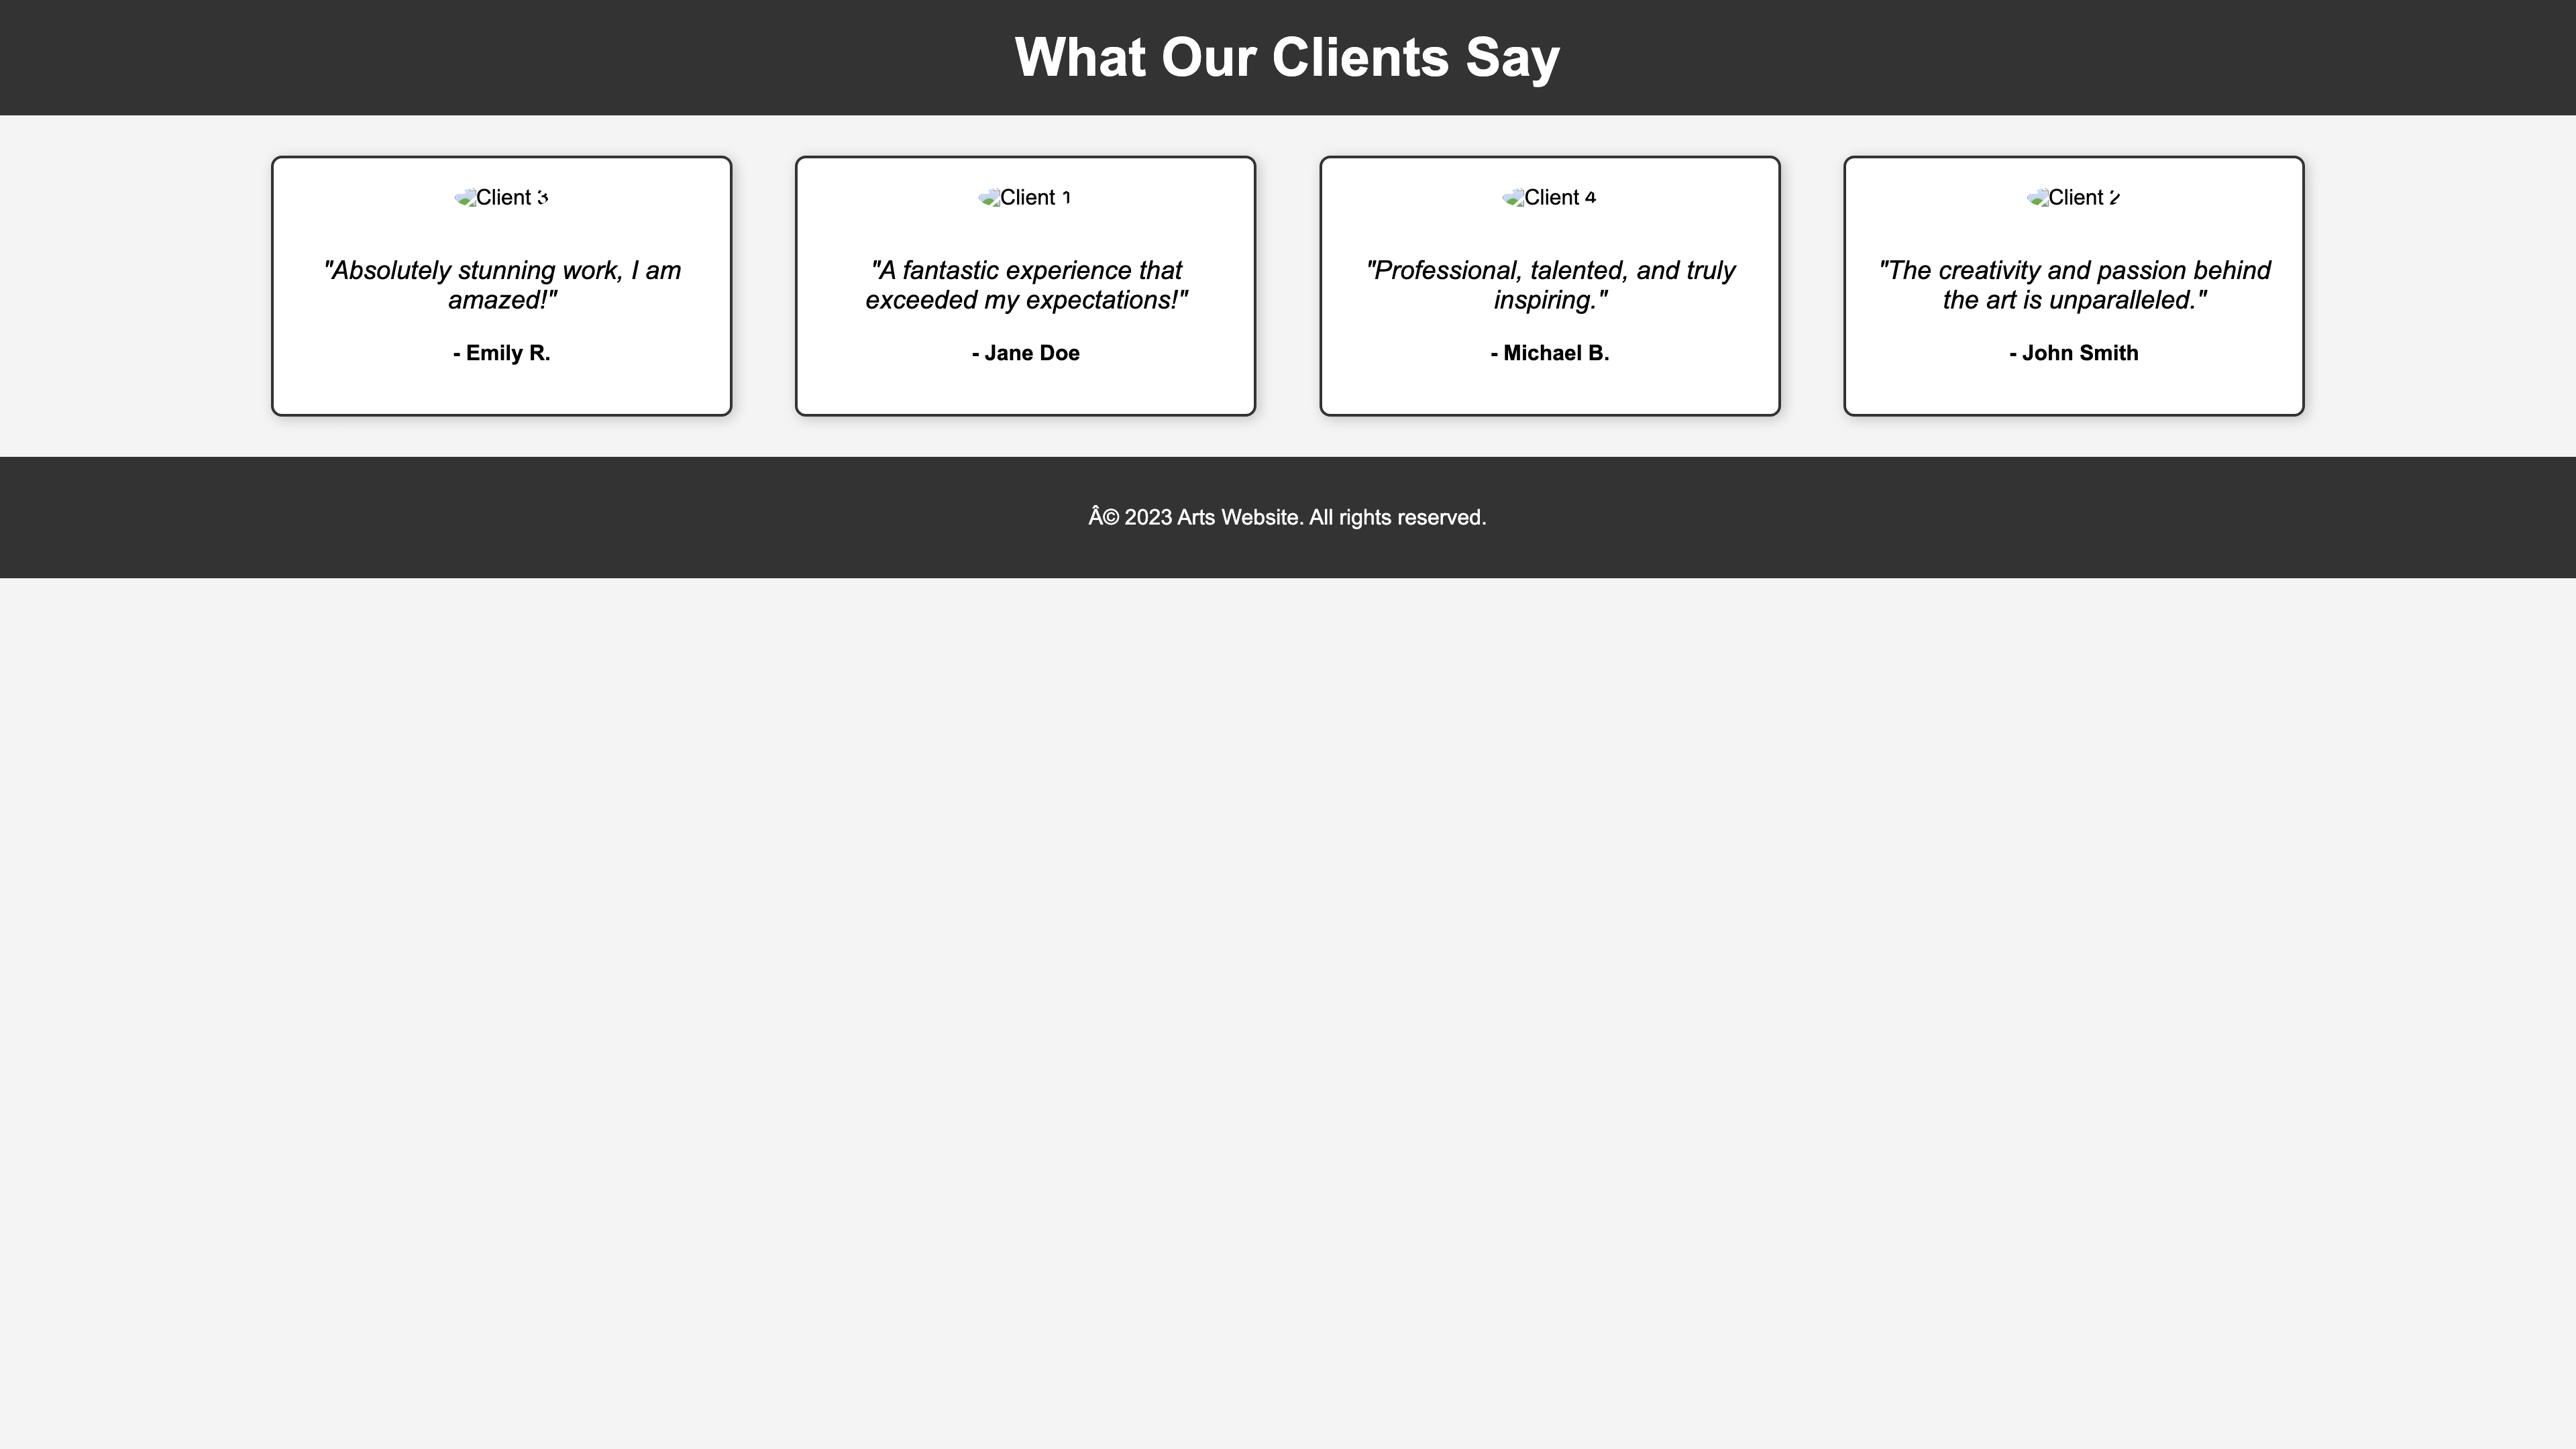 What Our Clients Say
Client 3
"Absolutely stunning work, I am
amazed!"
- Emily R.
Client 1
"A fantastic experience that
exceeded my expectations!"
- Jane Doe
Client 4
"Professional, talented, and truly
inspiring."
- Michael B.
Client 2
"The creativity and passion behind
the art is unparalleled."
- John Smith
Â© 2023 Arts Website. All rights reserved.